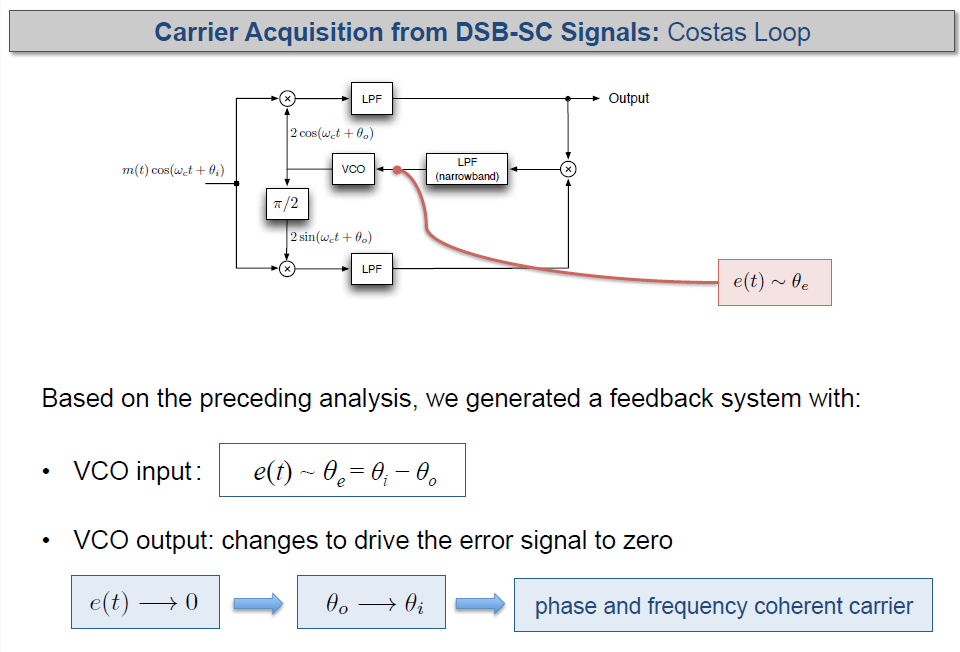 Carrier Acquisition from DSB-SC Signals: Costas Loop
LPF
Output
2 cos(ω_c t + θ_o)
m(t) cos(ω_c t + θ_i)
VCO
LPF
(narrowband)
π/2
2 sin(ω_c t + θ_o)
LPF
e(t) ∼ θ_e
Based on the preceding analysis, we generated a feedback system with:
• VCO input: e(t) ~ θ_e = θ_i − θ_o
• VCO output: changes to drive the error signal to zero
e(t) ⟶ 0 θ_o ⟶ θ_i phase and frequency coherent carrier